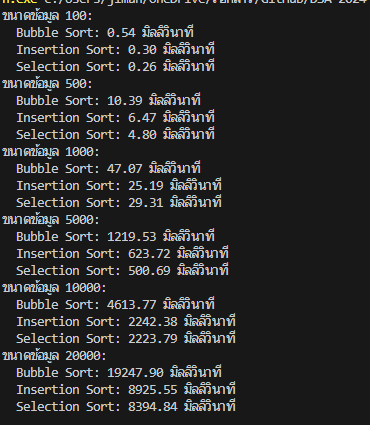 ขนาดข้อมูล 100:
Bubble Sort: 0.54 มิลลิวินาที
Insertion Sort: 0.30 มิลลิวินาที
Selection Sort: 0.26 มิลลิวินาที
ขนาดข้อมูล 500:
Bubble Sort: 10.39 มิลลิวินาที
Insertion Sort: 6.47 มิลลิวินาที
Selection Sort: 4.80 มิลลิวินาที
ขนาดข้อมูล 1000:
Bubble Sort: 47.07 มิลลิวินาที
Insertion Sort: 25.19 มิลลิวินาที
Selection Sort: 29.31 มิลลิวินาที
ขนาดข้อมูล 5000:
Bubble Sort: 1219.53 มิลลิวินาที
Insertion Sort: 623.72 มิลลิวินาที
Selection Sort: 500.69 มิลลิวินาที
ขนาดข้อมูล 10000:
Bubble Sort: 4613.77 มิลลิวินาที
Insertion Sort: 2242.38 มิลลิวินาที
Selection Sort: 2223.79 มิลลิวินาที
ขนาดข้อมูล 20000:
Bubble Sort: 19247.90 มิลลิวินาที
Insertion Sort: 8925.55 มิลลิวินาที
Selection Sort: 8394.84 มิลลิวินาที